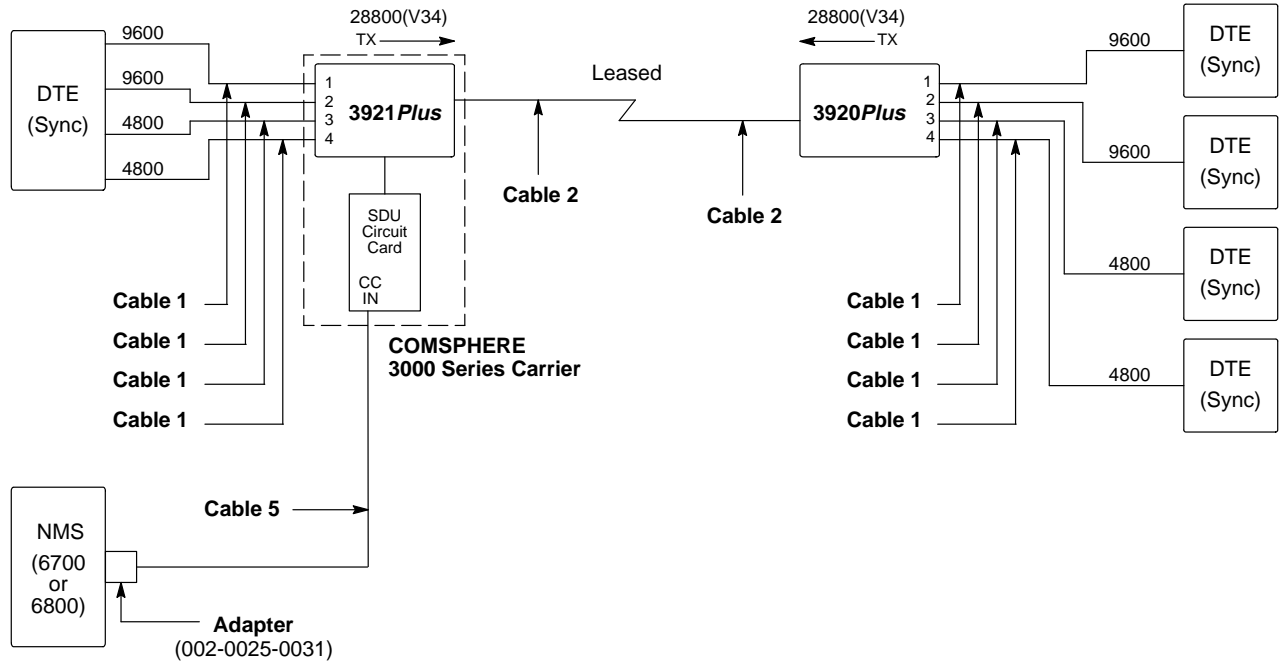 28800(V34)
TX
28800(V34)
TX
DTE
(Sync)
9600
9600
4800
4800
1
2
3
4
3921Plus
Leased
3920Plus
1
2
3
4
9600
9600
4800
4800
DTE
(Sync)
DTE
(Sync)
DTE
(Sync)
DTE
(Sync)
SDU
Circuit
Card
CC
IN
Cable 2
Cable 2
Cable 1
Cable 1
Cable 1
Cable 1
COMSPHERE
3000 Series Carrier
Cable 1
Cable 1
Cable 1
Cable 1
Cable 5
NMS
(6700
or
6800)
Adapter
(002-0025-0031)